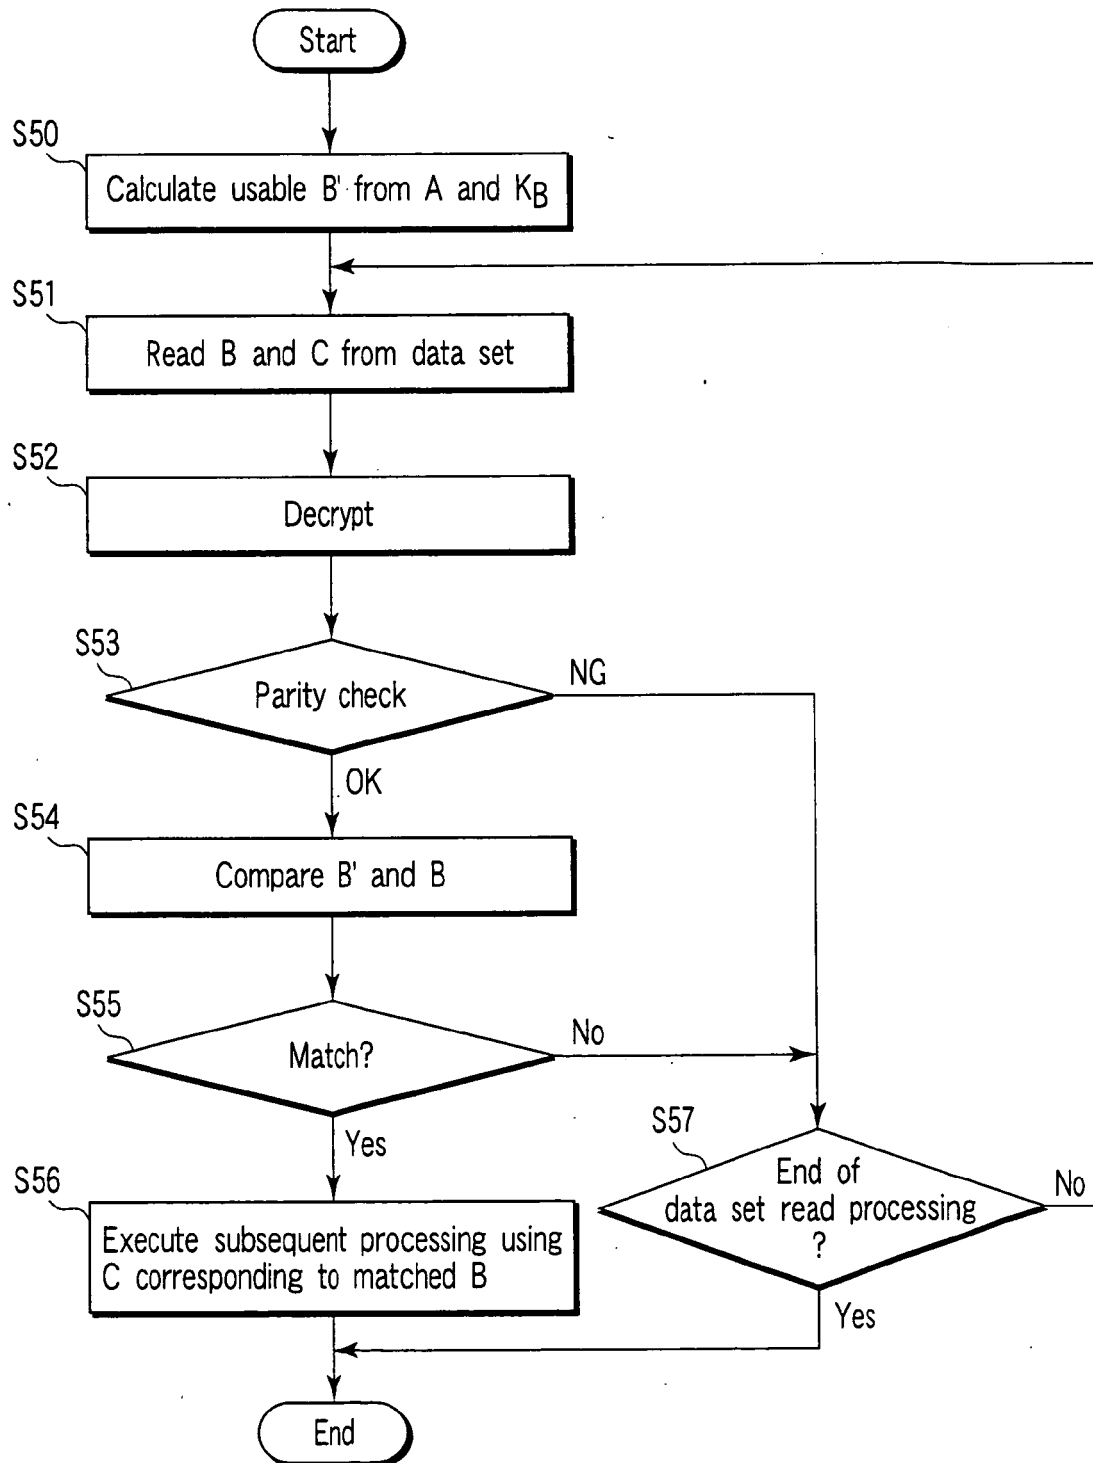 Start
S50
Calculate usable B' from A and KB
S51
Read B and C from data set
S52
Decrypt
S53
Parity check
NG
OK
S54
Compare B' and B
S55
Match?
No
Yes
S57
End of
data set read processing
?
No
Yes
S56
Execute subsequent processing using
C corresponding to matched B
End